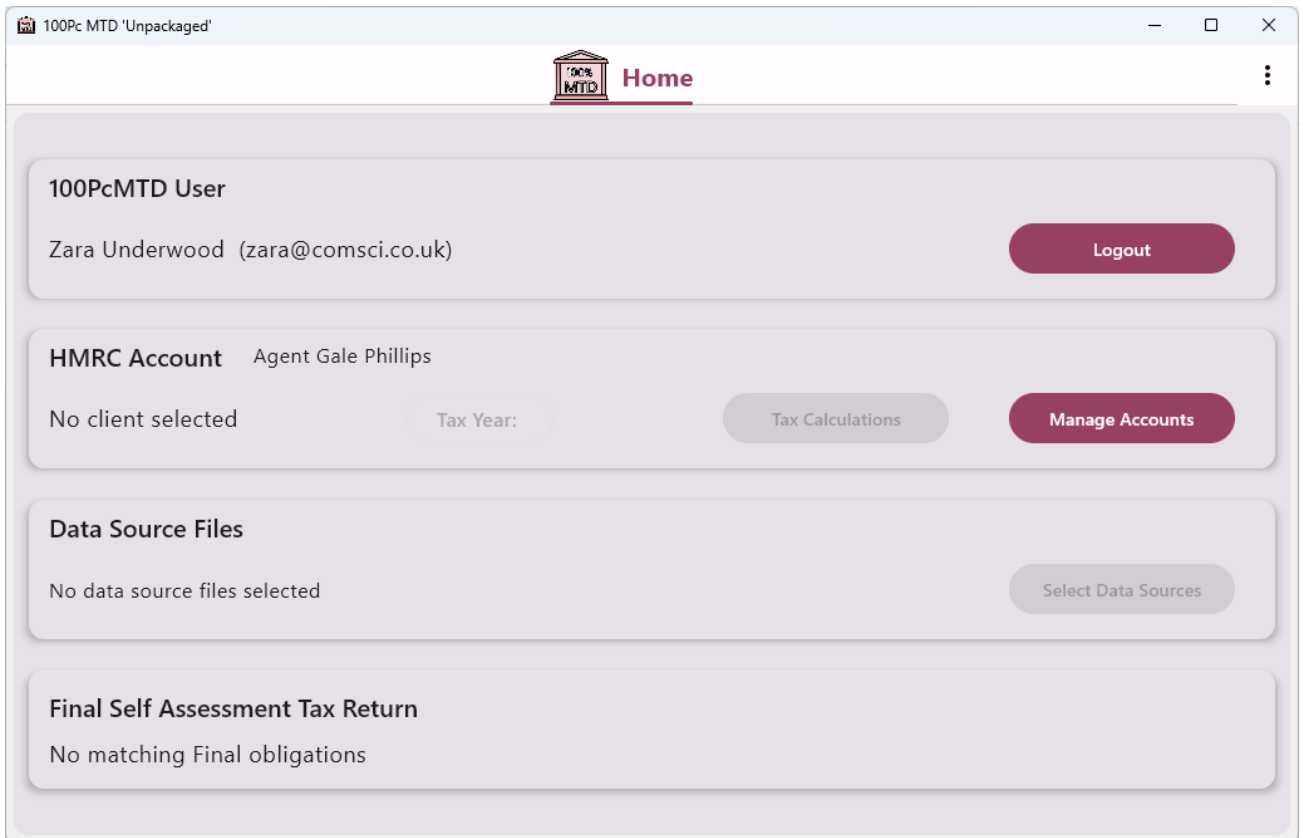 100Pc MTD 'Unpackaged'
100%
MTD
Home
100PcMTD User
Zara Underwood (zara@comsci.co.uk)
Logout
HMRC Account Agent Gale Phillips
No client selected Tax Year: Tax Calculations Manage Accounts
Data Source Files
No data source files selected Select Data Sources
Final Self Assessment Tax Return
No matching Final obligations